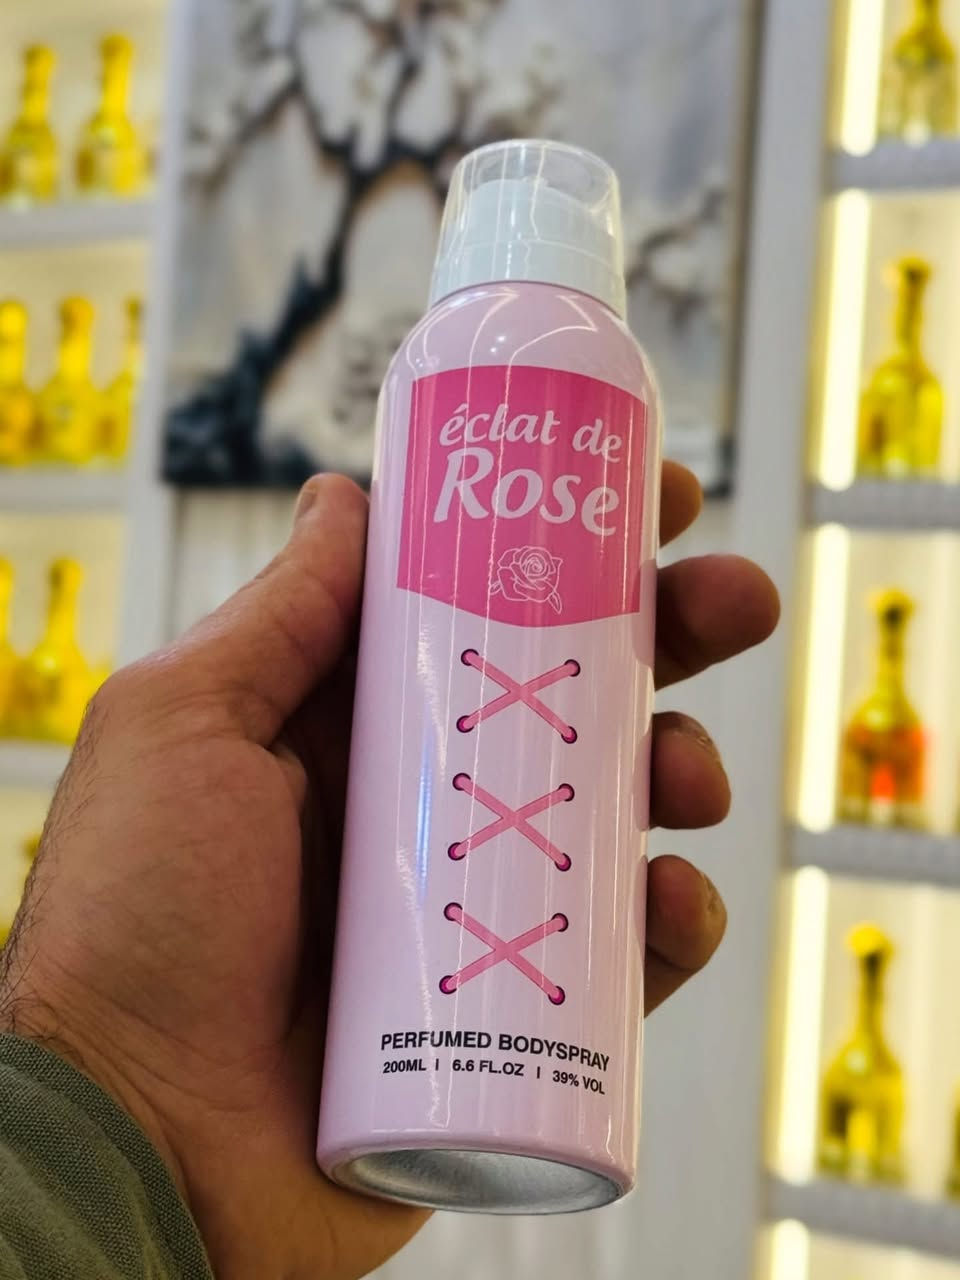 éclat de
Rose
PERFUMED BODYSPRAY
200ML | 6.6 FL.OZ | 39% VOL